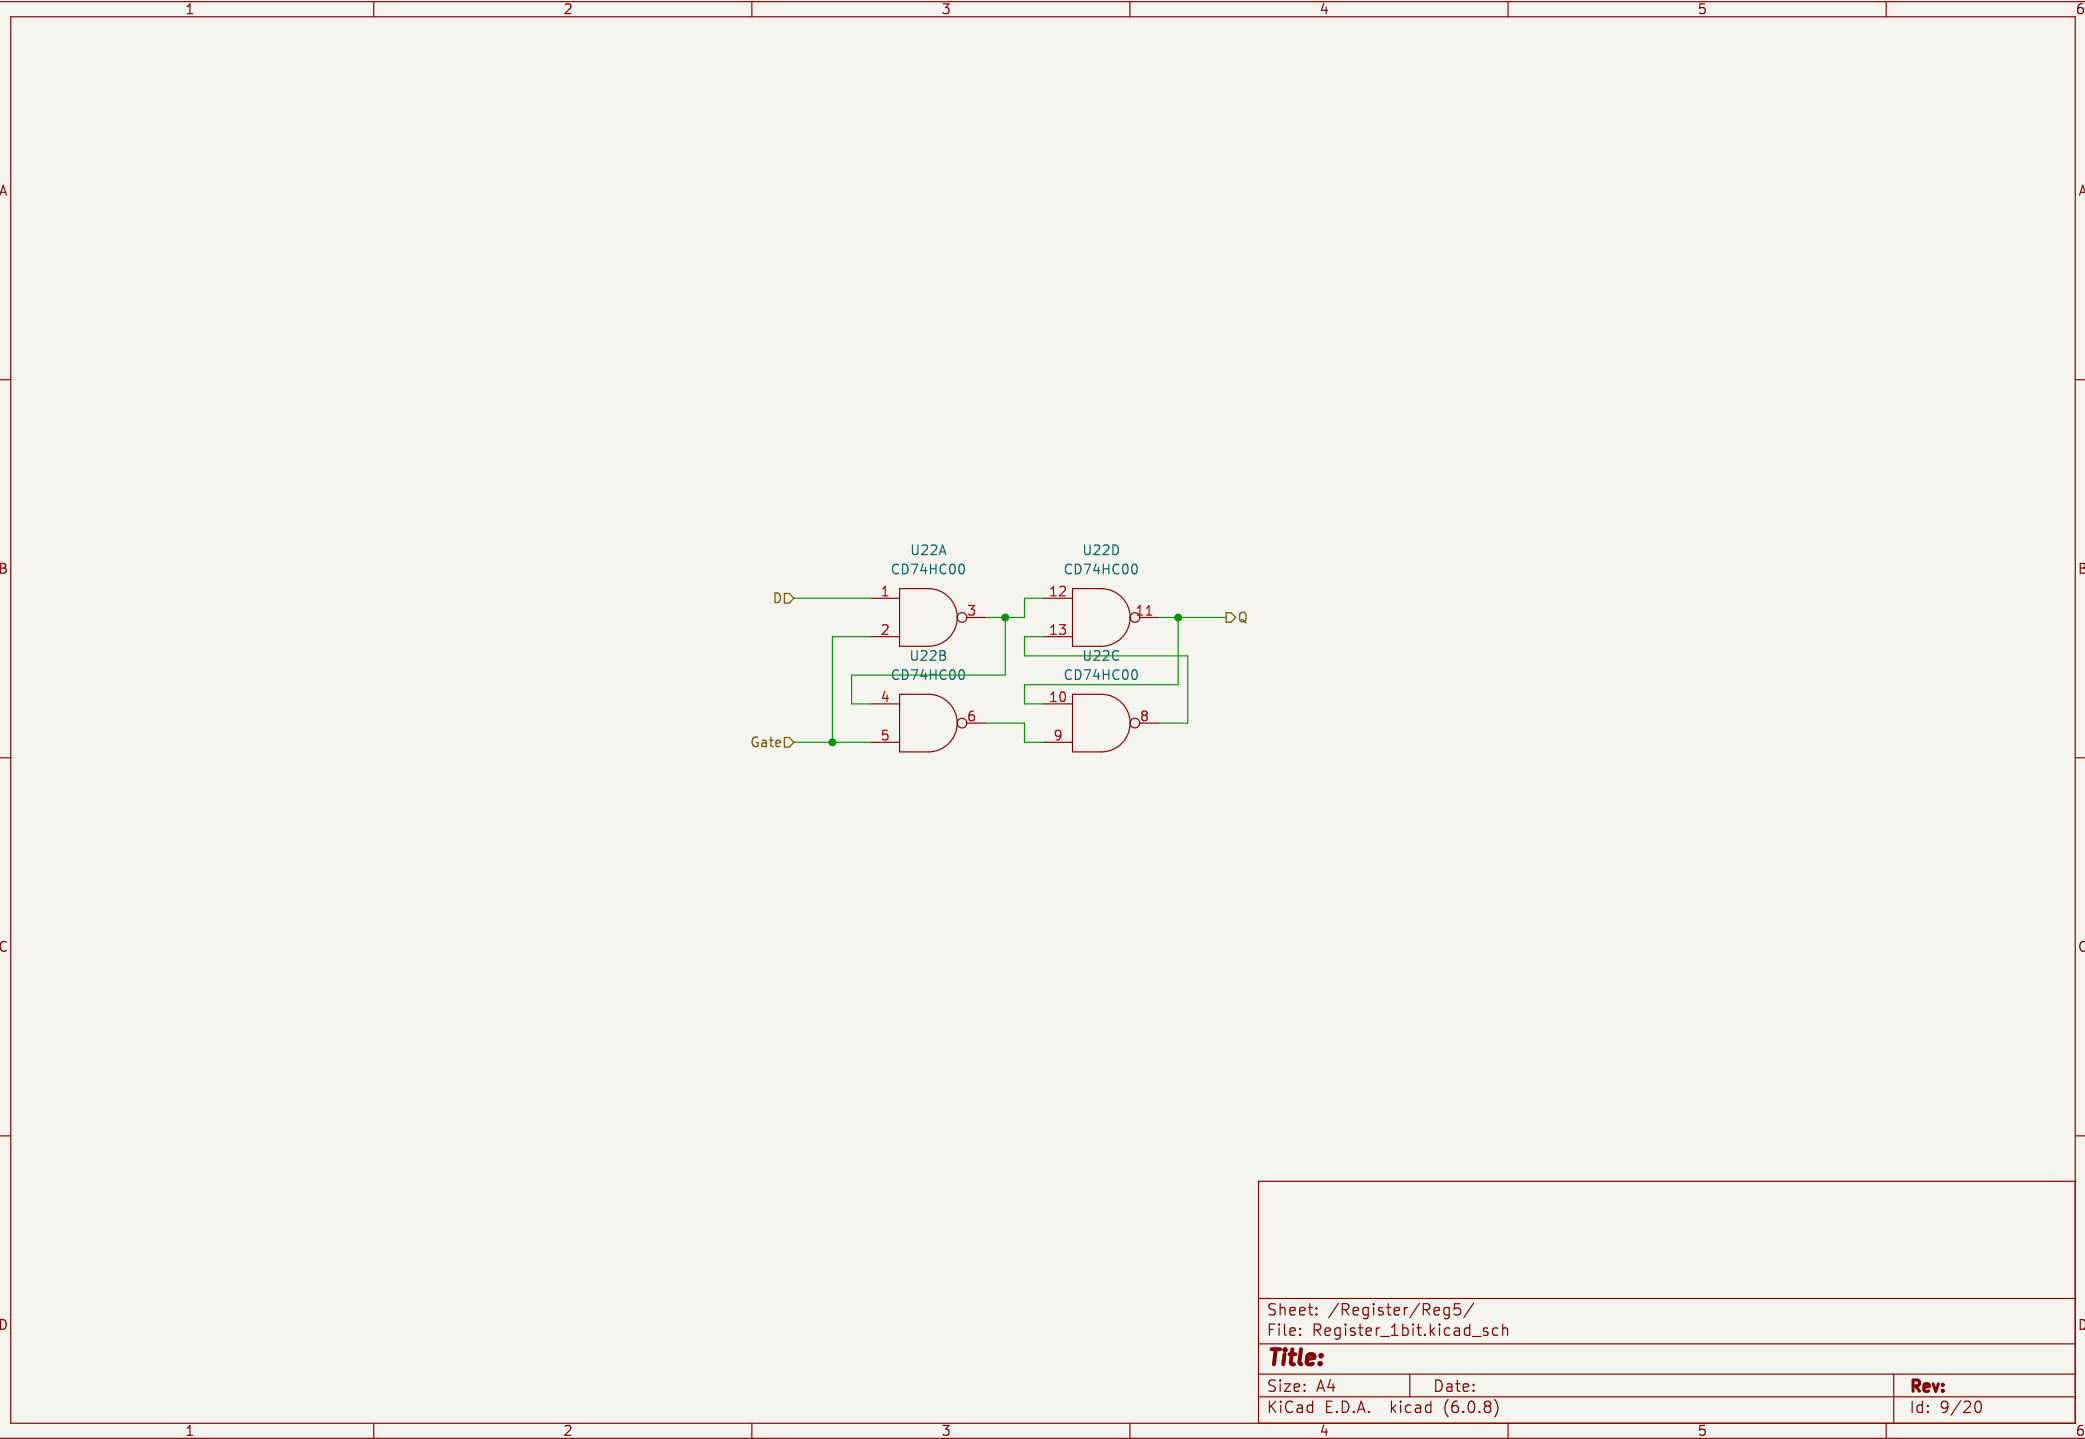 1 2 3 4 5 6
A A
U22A U22D
B CD74HC00 CD74HC00 B
D 1 3 12 11 Q
2 13
U22B U22C
CD74HC00 CD74HC00
4 6 10 8
Gate 5 9
C C
Sheet: /Register/Reg5/
D File: Register_1bit.kicad_sch D
Title:
Size: A4 Date: Rev:
KiCad E.D.A. kicad (6.0.8) Id: 9/20
1 2 3 4 5 6